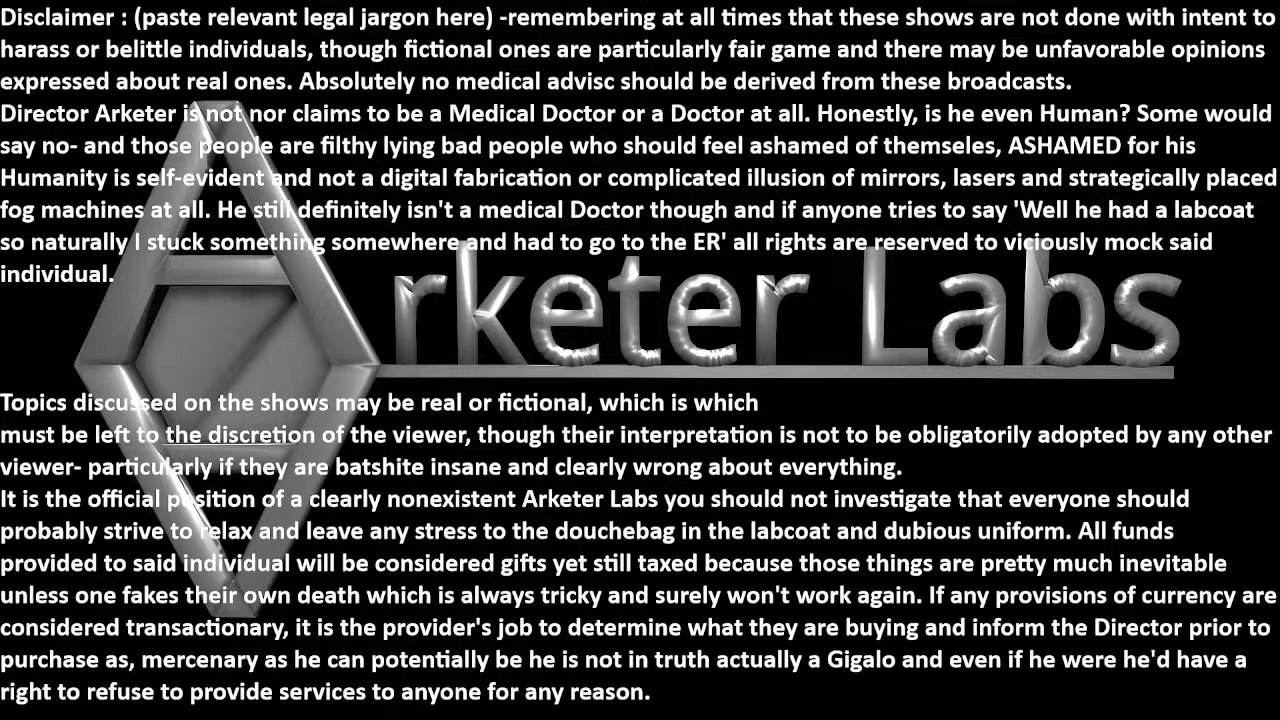 Disclaimer : (paste relevant legal jargon here) -remembering at all times that these shows are not done with intent to
harass or belittle individuals, though fictional ones are particularly fair game and there may be unfavorable opinions
expressed about real ones. Absolutely no medical advisc should be derived from these broadcasts.
Director Arketer is not nor claims to be a Medical Doctor or a Doctor at all. Honestly, is he even Human? Some would
say no- and those people are filthy lying bad people who should feel ashamed of themseles, ASHAMED for his
Humanity is self-evident and not a digital fabrication or complicated illusion of mirrors, lasers and strategically placed
fog machines at all. He still definitely isn't a medical Doctor though and if anyone tries to say 'Well he had a labcoat
so naturally I stuck something somewhere and had to go to the ER' all rights are reserved to viciously mock said
individual.
Arketer Labs
Topics discussed on the shows may be real or fictional, which is which
must be left to the discretion of the viewer, though their interpretation is not to be obligatorily adopted by any other
viewer- particularly if they are batshite insane and clearly wrong about everything.
It is the official position of a clearly nonexistent Arketer Labs you should not investigate that everyone should
probably strive to relax and leave any stress to the douchebag in the labcoat and dubious uniform. All funds
provided to said individual will be considered gifts yet still taxed because those things are pretty much inevitable
unless one fakes their own death which is always tricky and surely won't work again. If any provisions of currency are
considered transactionary, it is the provider's job to determine what they are buying and inform the Director prior to
purchase as, mercenary as he can potentially be he is not in truth actually a Gigalo and even if he were he'd have a
right to refuse to provide services to anyone for any reason.